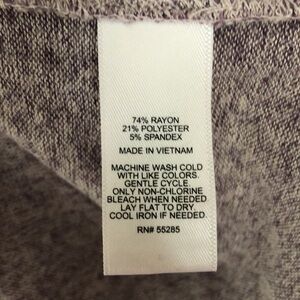 74% RAYON
21% POLYESTER
5% SPANDEX
MADE IN VIETNAM
MACHINE WASH COLD
WITH LIKE COLORS.
GENTLE CYCLE.
ONLY NON-CHLORINE
BLEACH WHEN NEEDED.
LAY FLAT TO DRY.
COOL IRON IF NEEDED.
RN# 55285